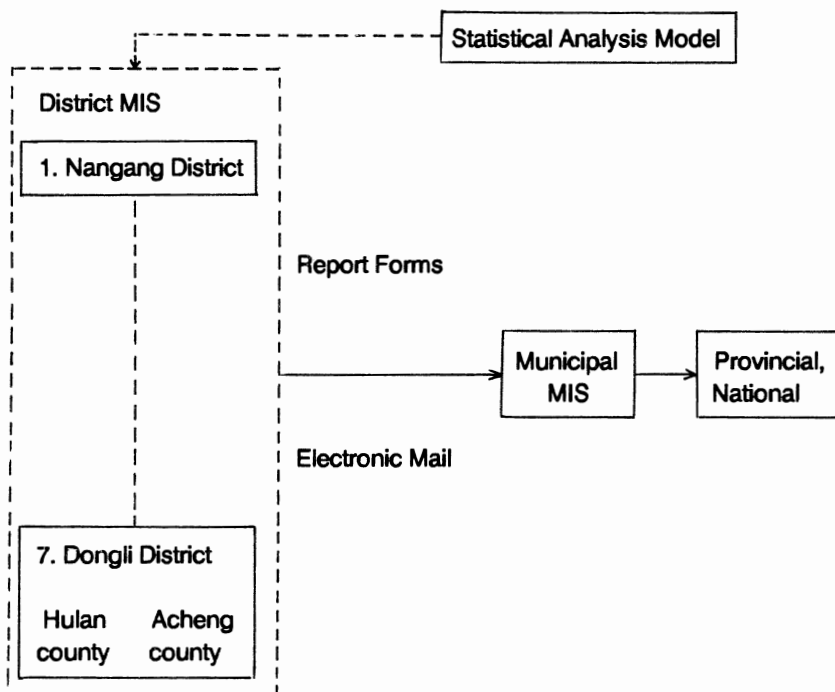 Statistical Analysis Model
District MIS
1. Nangang District
Report Forms
Municipal
MIS
Provincial,
National
Electronic Mail
7. Dongli District
Hulan Acheng
county county